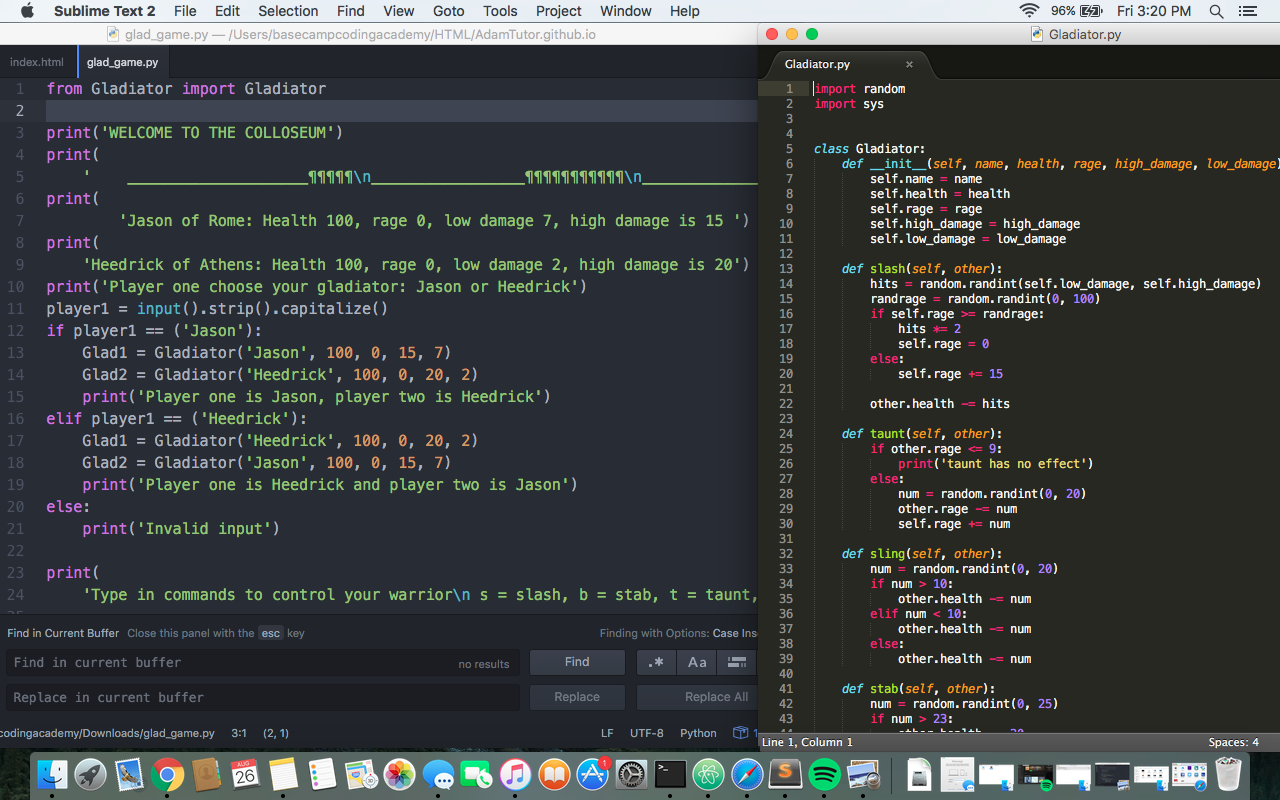 Sublime Text 2 File Edit Selection Find View Goto Tools Project Window Help 96% Fri 3:20 PM
glad_game.py — /Users/basecampcodingacademy/HTML/AdamTutor.github.io
index.html glad_game.py
1 from Gladiator import Gladiator
2
3 print('WELCOME TO THE COLLOSEUM')
4 print(
5 ' ____________________¶¶¶¶¶\n_________________¶¶¶¶¶¶¶¶¶¶¶\n_____________
6 print(
7 'Jason of Rome: Health 100, rage 0, low damage 7, high damage is 15 ')
8 print(
9 'Heedrick of Athens: Health 100, rage 0, low damage 2, high damage is 20')
10 print('Player one choose your gladiator: Jason or Heedrick')
11 player1 = input().strip().capitalize()
12 if player1 == ('Jason'):
13 Glad1 = Gladiator('Jason', 100, 0, 15, 7)
14 Glad2 = Gladiator('Heedrick', 100, 0, 20, 2)
15 print('Player one is Jason, player two is Heedrick')
16 elif player1 == ('Heedrick'):
17 Glad1 = Gladiator('Heedrick', 100, 0, 20, 2)
18 Glad2 = Gladiator('Jason', 100, 0, 15, 7)
19 print('Player one is Heedrick and player two is Jason')
20 else:
21 print('Invalid input')
22
23 print(
24 'Type in commands to control your warrior\n s = slash, b = stab, t = taunt,
Find in Current Buffer Close this panel with the esc key Finding with Options: Case Inse
Find in current buffer no results Find .* Aa
Replace in current buffer Replace Replace All
codingacademy/Downloads/glad_game.py 3:1 (2, 1) LF UTF-8 Python 1
Gladiator.py
Gladiator.py ×
1 import random
2 import sys
3
4
5 class Gladiator:
6 def __init__(self, name, health, rage, high_damage, low_damage)
7 self.name = name
8 self.health = health
9 self.rage = rage
10 self.high_damage = high_damage
11 self.low_damage = low_damage
12
13 def slash(self, other):
14 hits = random.randint(self.low_damage, self.high_damage)
15 randrage = random.randint(0, 100)
16 if self.rage >= randrage:
17 hits *= 2
18 self.rage = 0
19 else:
20 self.rage += 15
21
22 other.health -= hits
23
24 def taunt(self, other):
25 if other.rage <= 9:
26 print('taunt has no effect')
27 else:
28 num = random.randint(0, 20)
29 other.rage -= num
30 self.rage += num
31
32 def sling(self, other):
33 num = random.randint(0, 20)
34 if num > 10:
35 other.health -= num
36 elif num < 10:
37 other.health -= num
38 else:
39 other.health -= num
40
41 def stab(self, other):
42 num = random.randint(0, 25)
43 if num > 23:
Line 1, Column 1 Spaces: 4
AUG
26
1